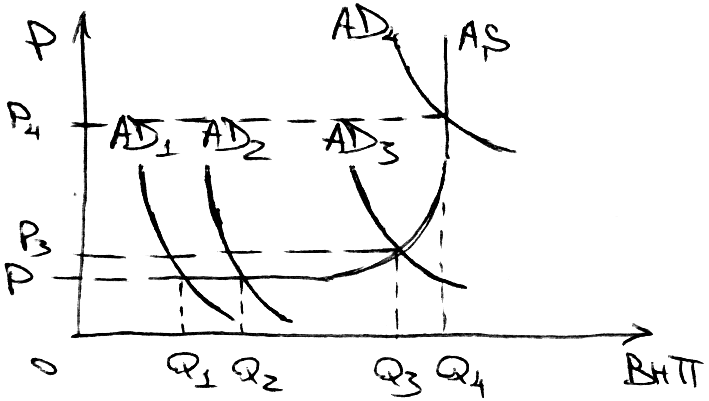 P
AD₄
AS
P₄
AD₁ AD₂ AD₃
P₃
P
0
Q₁ Q₂ Q₃ Q₄
ВНП